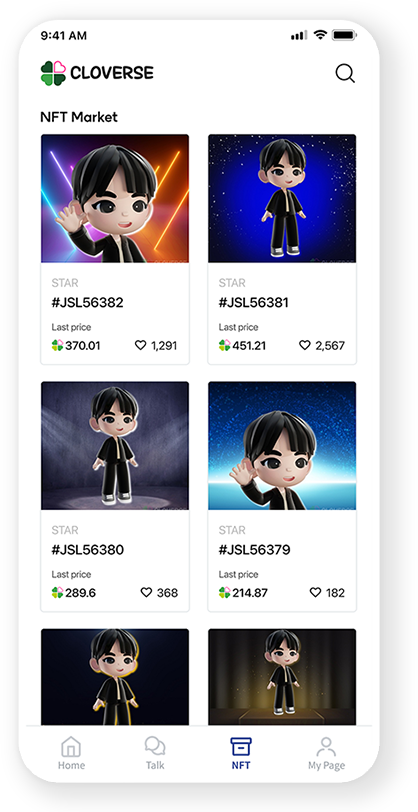 9:41 AM
CLOVERSE
NFT Market
STAR
#JSL56382
Last price
370.01 1,291
STAR
#JSL56381
Last price
451.21 2,567
STAR
#JSL56380
Last price
289.6 368
STAR
#JSL56379
Last price
214.87 182
Home Talk NFT My Page